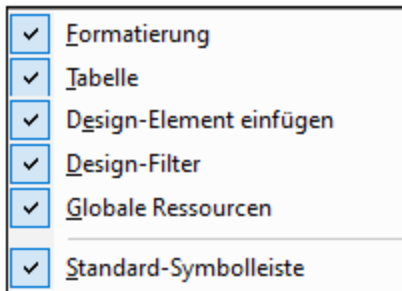 Formatierung
Tabelle
Design-Element einfügen
Design-Filter
Globale Ressourcen
Standard-Symbolleiste